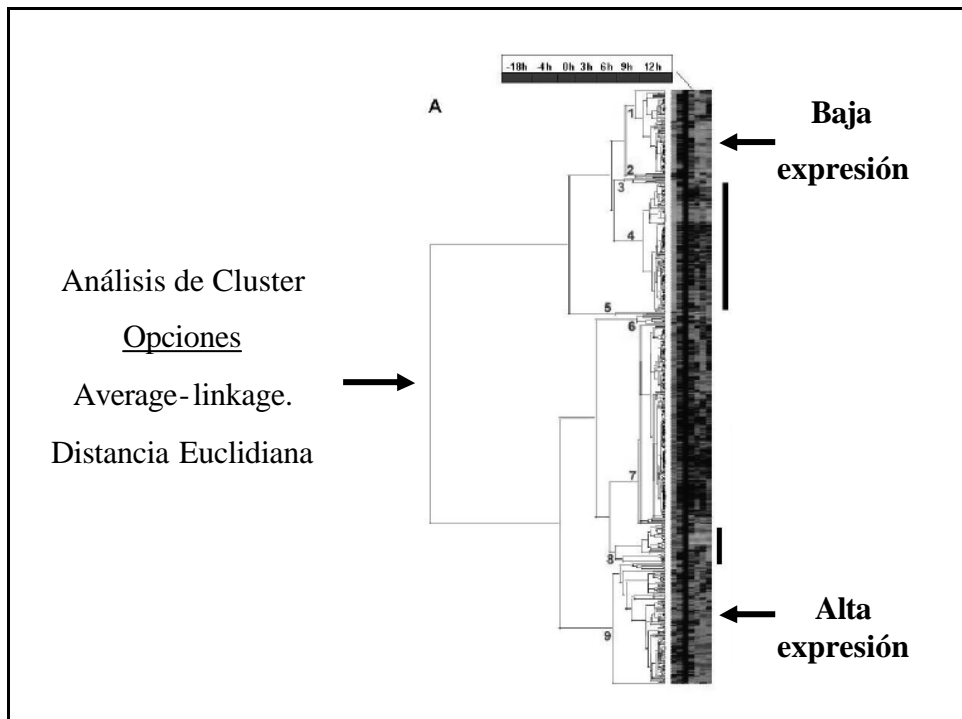 -18h -4h 0h 3h 6h 9h 12h
A
Baja
expresión
1
2
3
4
5
6
7
8
9
Análisis de Cluster
Opciones
Average-linkage.
Distancia Euclidiana
Alta
expresión